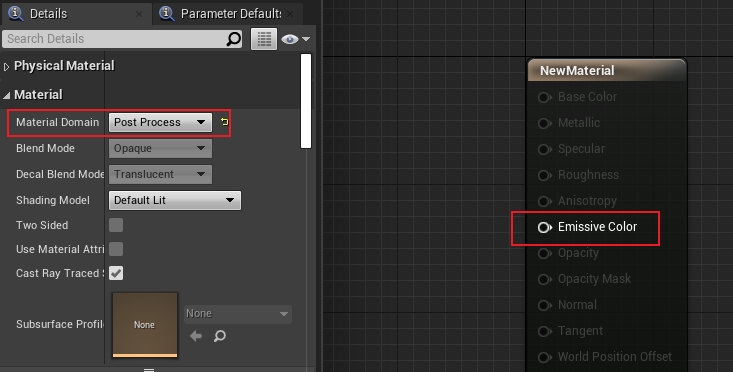 Details
Parameter Defaults
Search Details
Physical Material
Material
Material Domain
Post Process
Blend Mode
Opaque
Decal Blend Mode
Translucent
Shading Model
Default Lit
Two Sided
Use Material Attri
Cast Ray Traced S
Subsurface Profile
None
None
NewMaterial
Base Color
Metallic
Specular
Roughness
Anisotropy
Emissive Color
Opacity
Opacity Mask
Normal
Tangent
World Position Offset